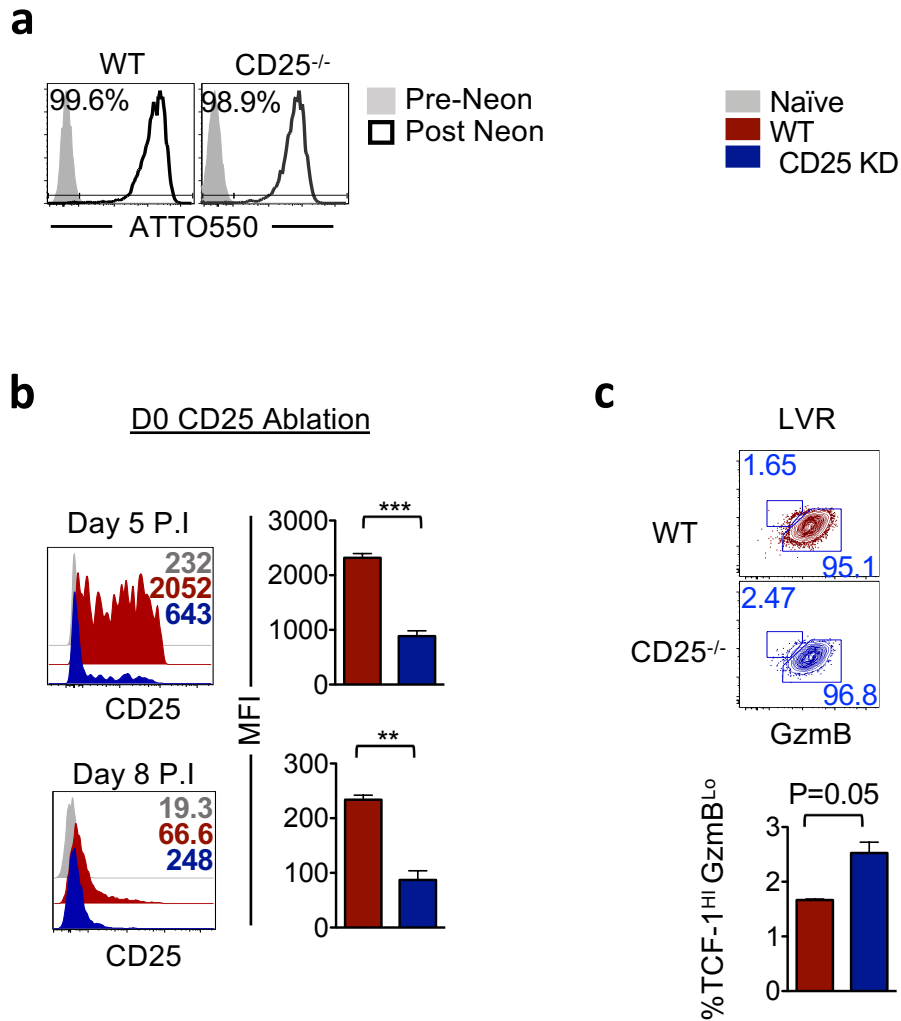 a
WT
CD25-/-
99.6%
98.9%
Pre-Neon
Post Neon
ATTO550
Naïve
WT
CD25 KD
b
D0 CD25 Ablation
Day 5 P.I
232
2052
643
CD25
MFI
3000
2000
1000
0
***
Day 8 P.I
19.3
66.6
248
CD25
300
200
100
0
**
c
LVR
WT
1.65
95.1
CD25-/-
2.47
96.8
GzmB
P=0.05
%TCF-1HI GzmBLo
3
2
1
0